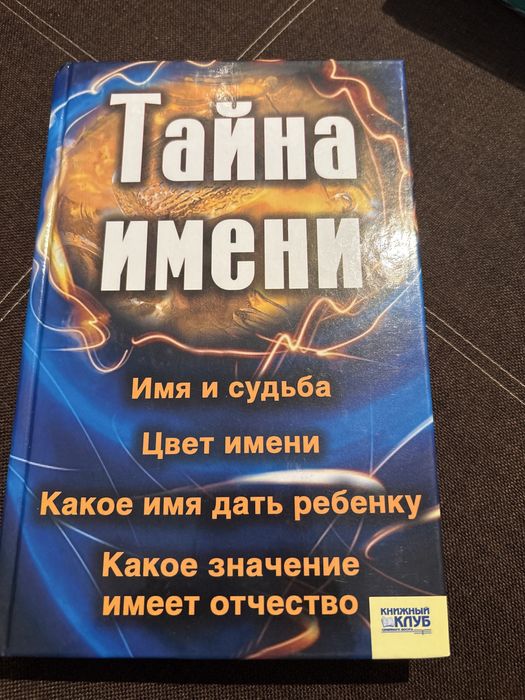 Тайна
имени
Имя и судьба
Цвет имени
Какое имя дать ребенку
Какое значение
имеет отчество
КНИЖНЫЙ
КЛУБ